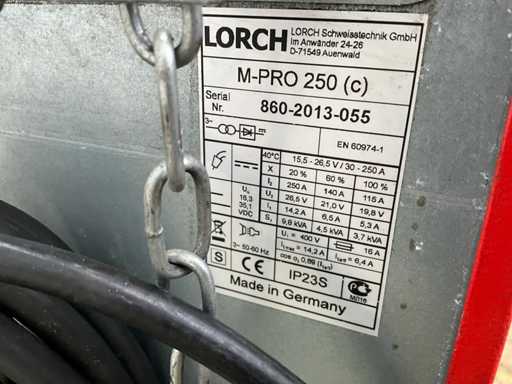 LORCH
LORCH Schweisstechnik GmbH
Im Anwänder 24-26
D-71549 Auenwald
M-PRO 250 (c)
Serial Nr. 860-2013-055
3~ EN 60974-1
40°C 15,5 - 26,5 V / 30 - 250 A
X 20 % 60 % 100 %
I₂ 250 A 140 A 116 A
U₂ 26,5 V 21,0 V 19,8 V
U₀ 16,3 35,1 VDC
I₁ 14,2 A 6,5 A 5,3 A
S₁ 9,8 kVA 4,5 kVA 3,7 kVA
3~ 50-60 Hz
U₁ = 400 V 16 A
I₁ₘₐₓ = 14,2 A I₁eff = 6,4 A
cos φ 0,89
S CE IP23S
Made in Germany